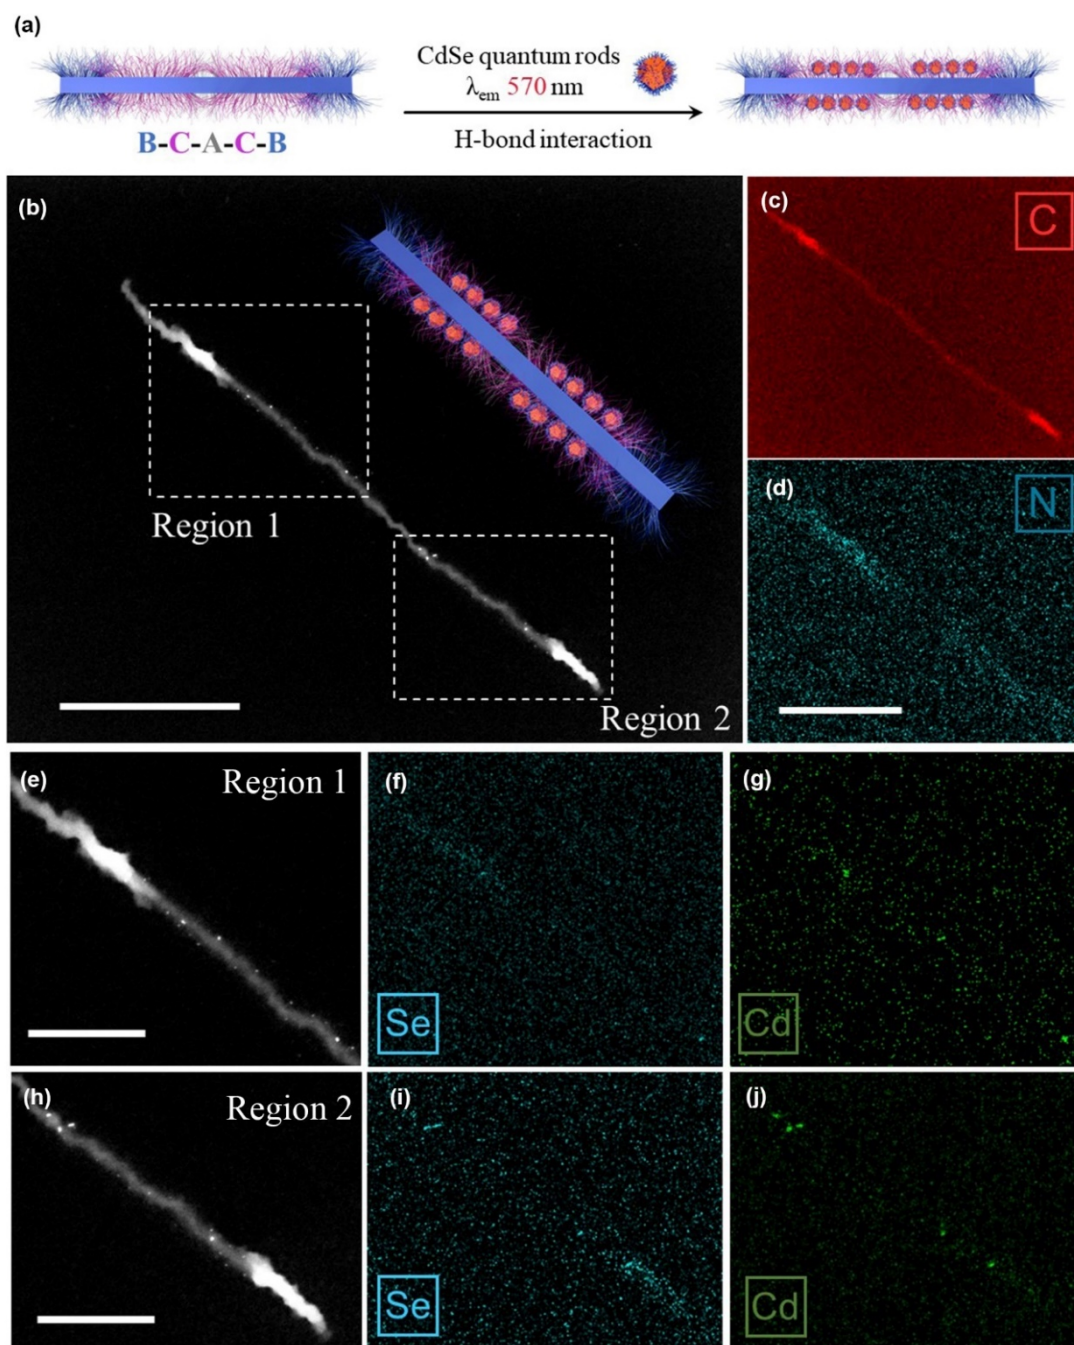 (a)
CdSe quantum rods
λem 570 nm
H-bond interaction
B-C-A-C-B
(b)
Region 1
Region 2
(c)
C
(d)
N
(e)
Region 1
(f)
Se
(g)
Cd
(h)
Region 2
(i)
Se
(j)
Cd